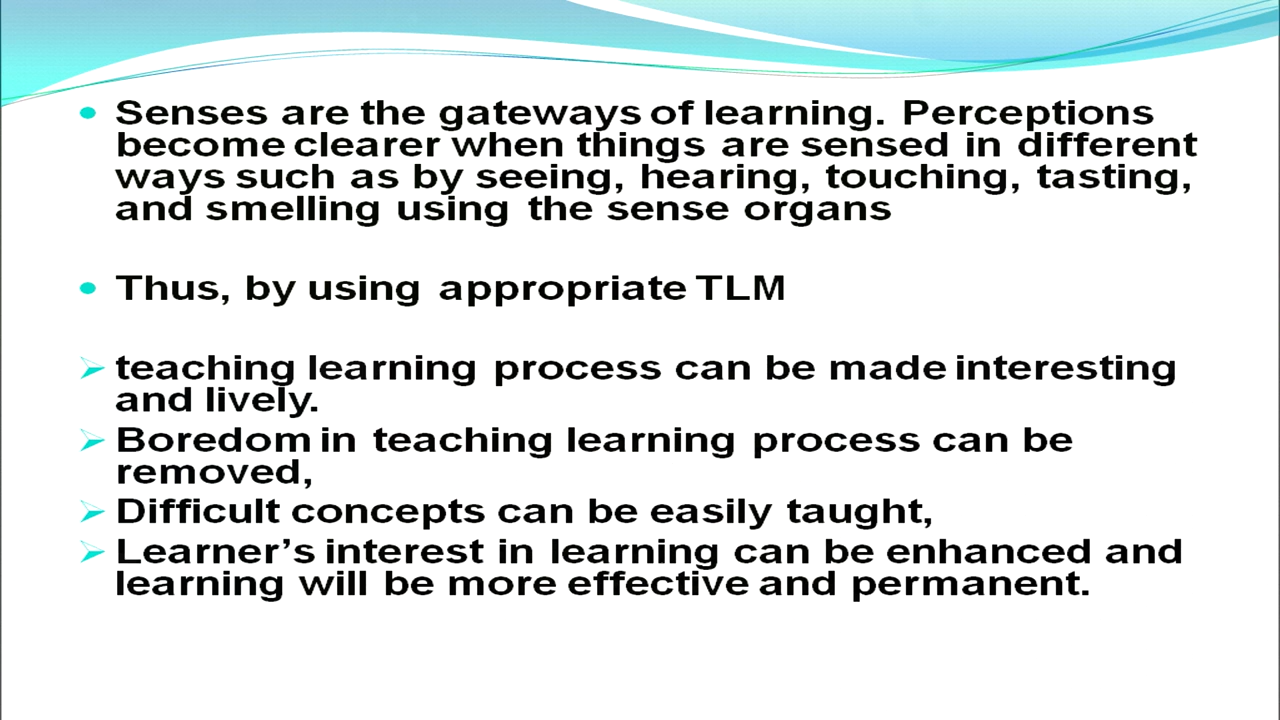 Senses are the gateways of learning. Perceptions
become clearer when things are sensed in different
ways such as by seeing, hearing, touching, tasting,
and smelling using the sense organs
Thus, by using appropriate TLM
teaching learning process can be made interesting
and lively.
Boredom in teaching learning process can be
removed,
Difficult concepts can be easily taught,
Learner’s interest in learning can be enhanced and
learning will be more effective and permanent.